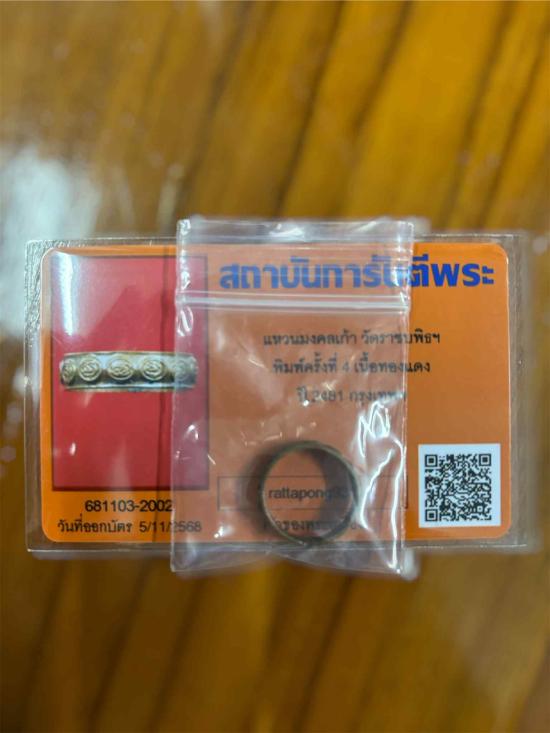 สถาบันการันตีพระ
แหวนมงคลเก้า วัดราชบพิธฯ
พิมพ์ครั้งที่ 4 เนื้อทองแดง
ปี 2481 กรุงเทพฯ
rattapong
681103-2002
วันที่ออกบัตร 5/11/2568